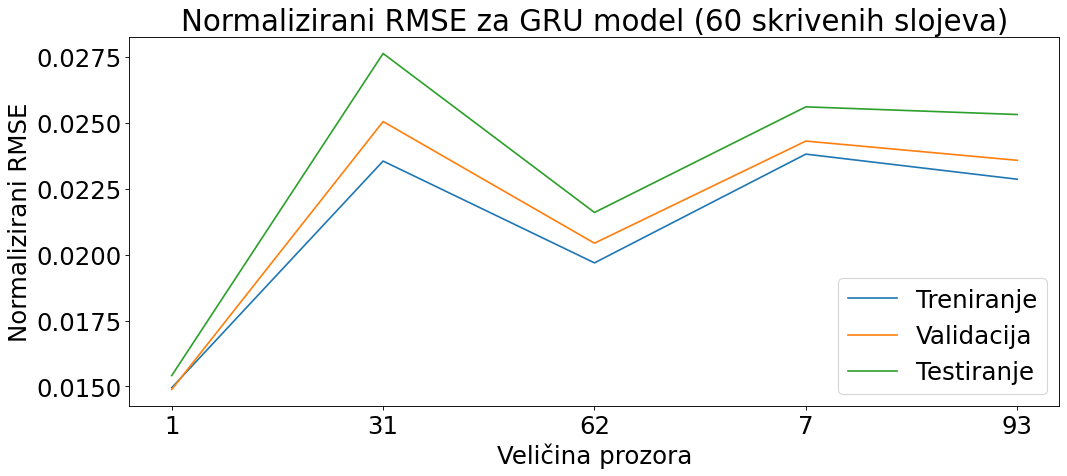 Normalizirani RMSE za GRU model (60 skrivenih slojeva)
Normalizirani RMSE
0.0275
0.0250
0.0225
0.0200
0.0175
0.0150
Treniranje
Validacija
Testiranje
1 31 62 7 93
Veličina prozora